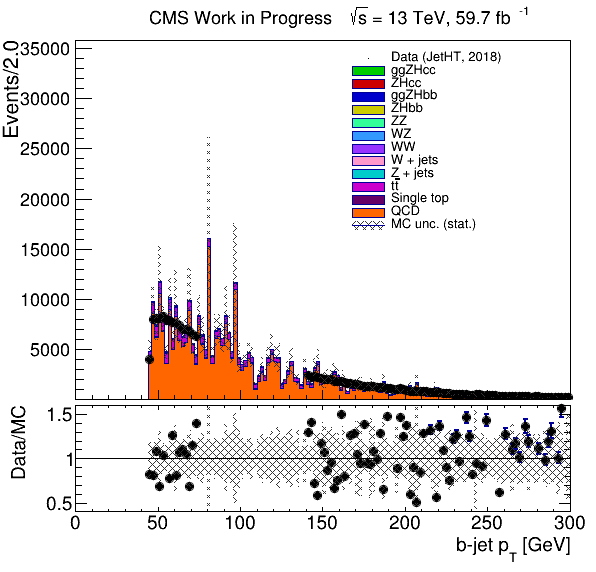 CMS Work in Progress √s = 13 TeV, 59.7 fb⁻¹
Events/2.0
35000
30000
25000
20000
15000
10000
5000
Data (JetHT, 2018)
ggZHcc
ZHcc
ggZHbb
ZHbb
ZZ
WZ
WW
W + jets
Z + jets
tt̄
Single top
QCD
MC unc. (stat.)
Data/MC
1.5
1
0.5
0 50 100 150 200 250 300
b-jet p_T [GeV]